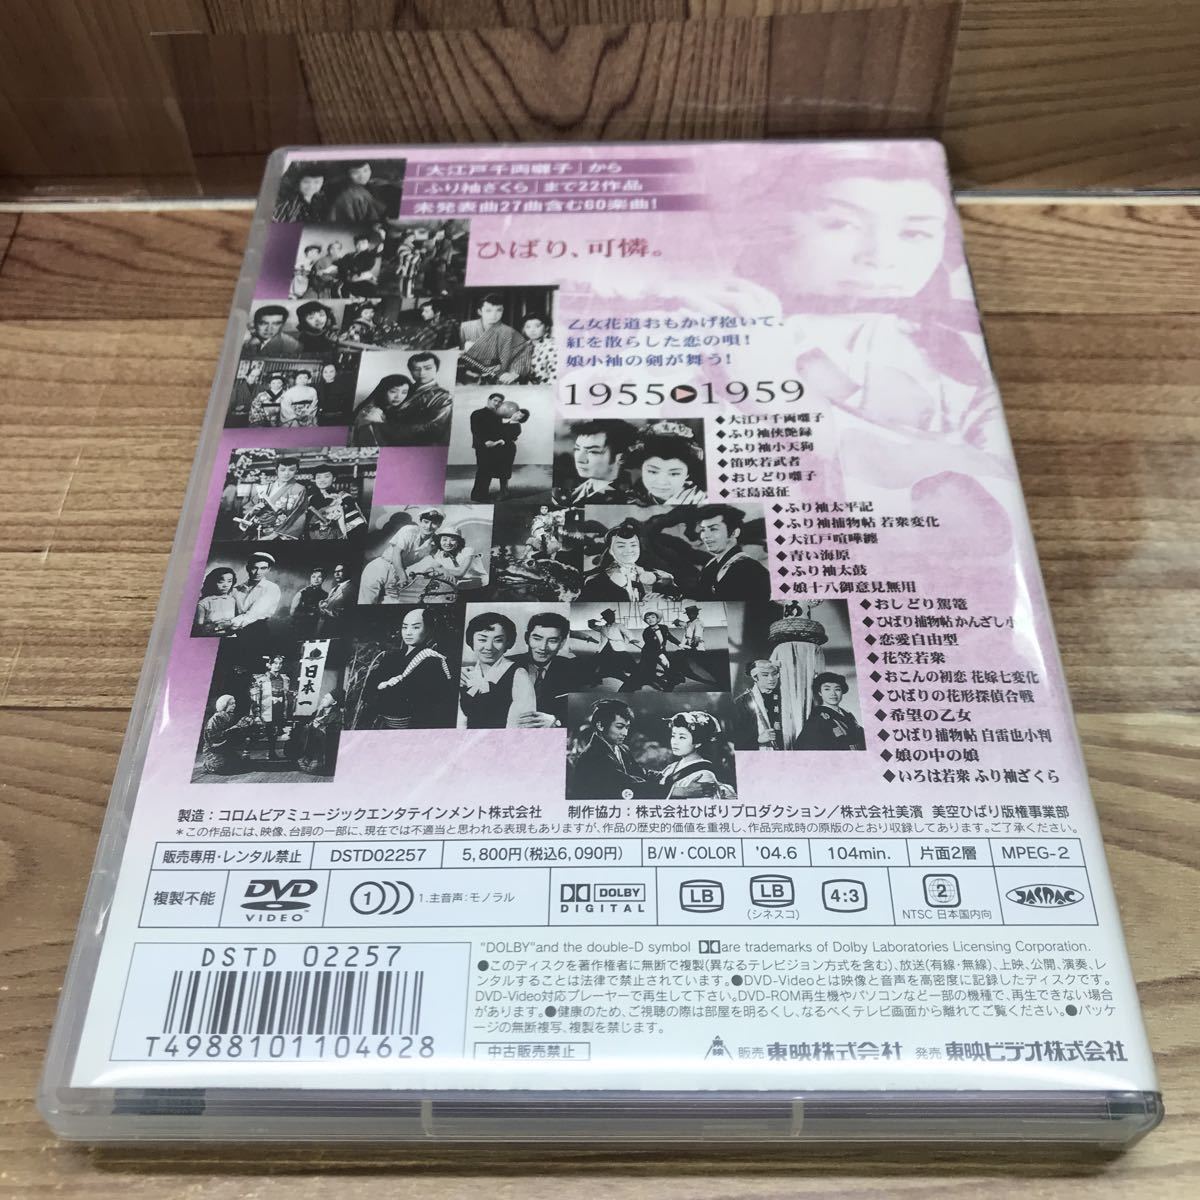 「大江戸千両囃子」から
「ふり袖ざくら」まで22作品
未発表曲27曲含む60楽曲!
ひばり、可憐。
乙女花道おもかげ抱いて、
紅を散らした恋の唄!
娘小袖の剣が舞う!
1955▶1959
◆大江戸千両囃子
◆ふり袖侠艶録
◆ふり袖小天狗
◆笛吹若武者
◆おしどり囃子
◆宝島遠征
◆ふり袖太平記
◆ふり袖捕物帖 若衆変化
◆大江戸喧嘩纏
◆青い海原
◆ふり袖太鼓
◆娘十八御意見無用
◆おしどり駕篭
◆ひばり捕物帖 かんざし小
◆恋愛自由型
◆花笠若衆
◆おこんの初恋 花嫁七変化
◆ひばりの花形探偵合戦
◆希望の乙女
◆ひばり捕物帖 自雷也小判
◆娘の中の娘
◆いろは若衆 ふり袖ざくら
日本一
製造:コロムビアミュージックエンタテインメント株式会社 制作協力:株式会社ひばりプロダクション/株式会社美濱 美空ひばり版権事業部
*この作品には、映像、台詞の一部に、現在では不適当と思われる表現もありますが、作品の歴史的価値を重視し、作品完成時の原版のとおり収録してあります。ご了承ください。
販売専用・レンタル禁止 DSTD02257 5,800円(税込6,090円) B/W・COLOR '04.6 104min. 片面2層 MPEG-2
複製不能 DVD VIDEO 1 1.主音声:モノラル DOLBY DIGITAL LB LB (シネスコ) 4:3 2 NTSC 日本国内向 JASRAC
DSTD 02257
T4988101104628
"DOLBY"and the double-D symbol are trademarks of Dolby Laboratories Licensing Corporation.
●このディスクを著作権者に無断で複製(異なるテレビジョン方式を含む)、放送(有線・無線)、上映、公開、演奏、レ
ンタルすることは法律で禁止されています。●DVD-Videoとは映像と音声を高密度に記録したディスクです。
DVD-Video対応プレーヤーで再生して下さい。DVD-ROM再生機やパソコンなど一部の機種で、再生できない場合
があります。●健康のため、ご視聴の際は部屋を明るくし、なるべくテレビ画面から離れてご覧ください。●パッケ
ージの無断複写、複製を禁じます。
中古販売禁止 東映 販売 東映株式会社 発売 東映ビデオ株式会社